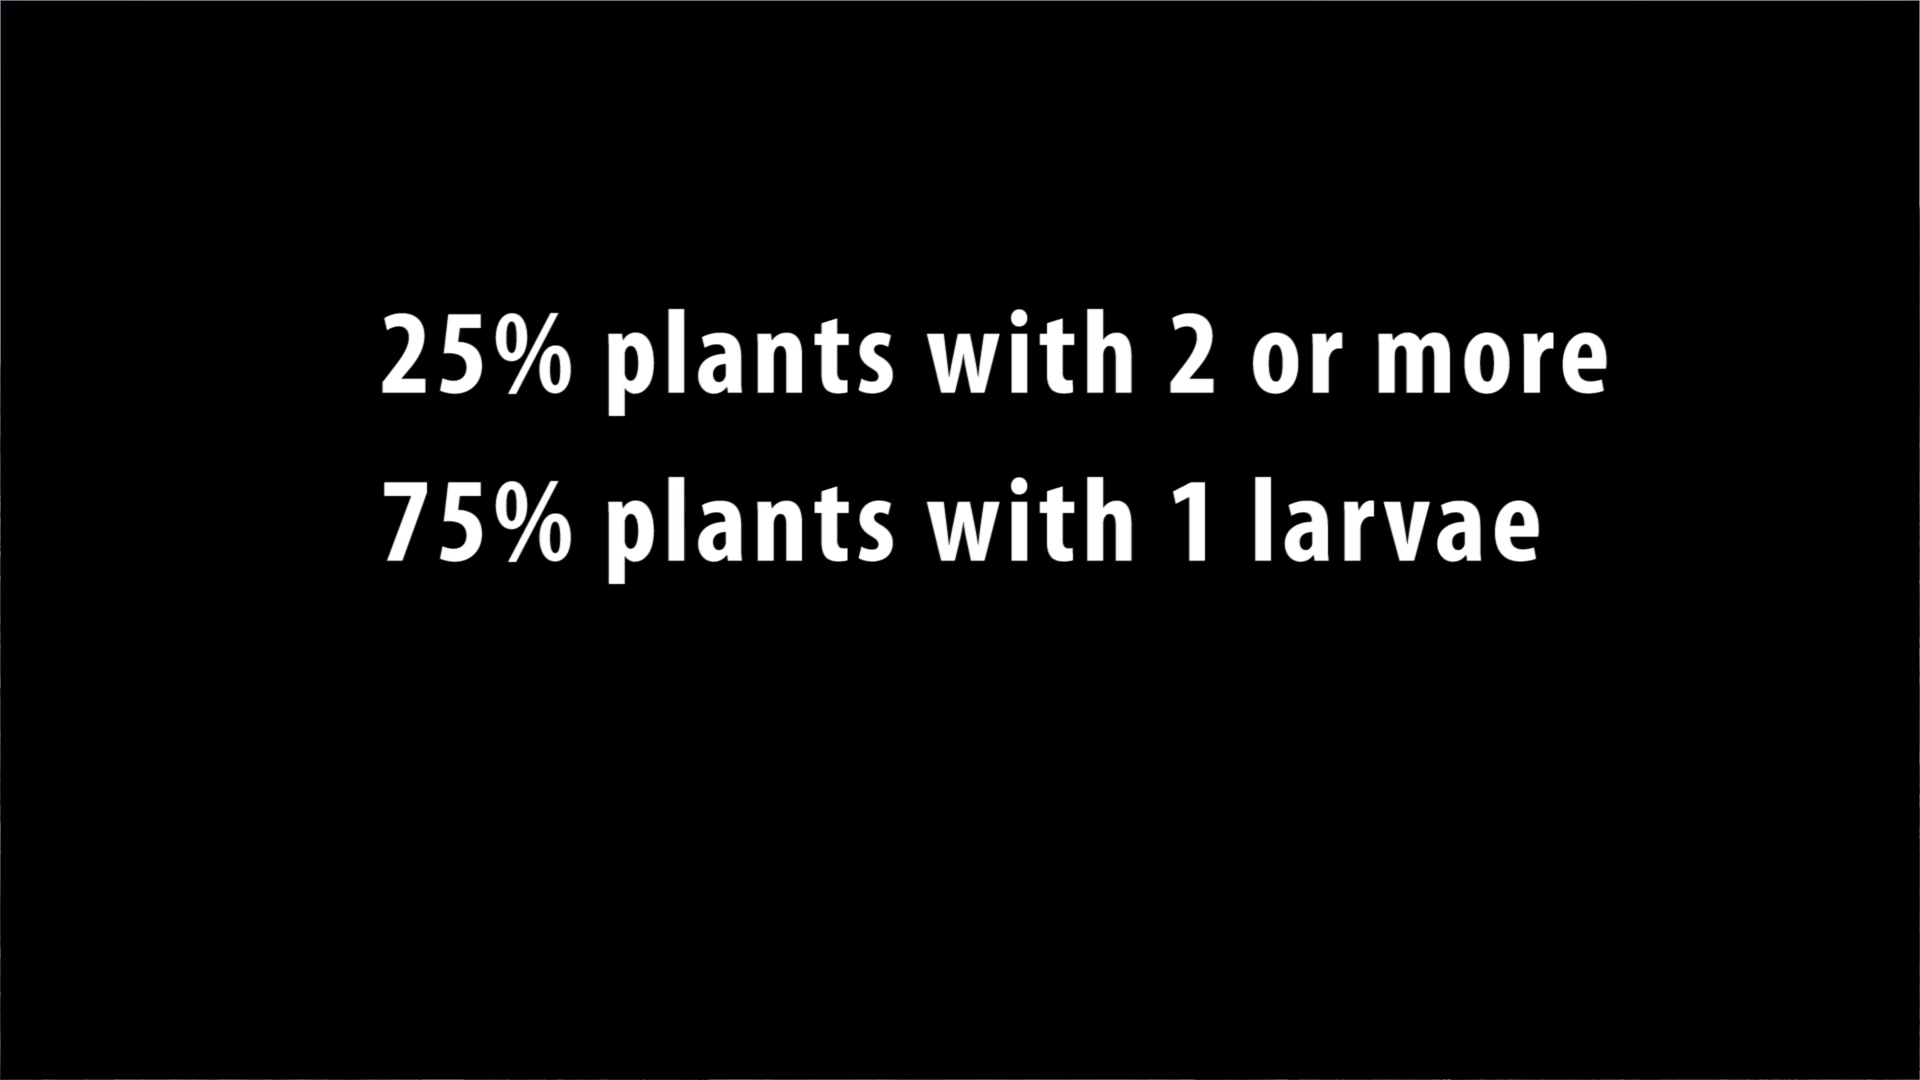 25% plants with 2 or more
75% plants with 1 larvae